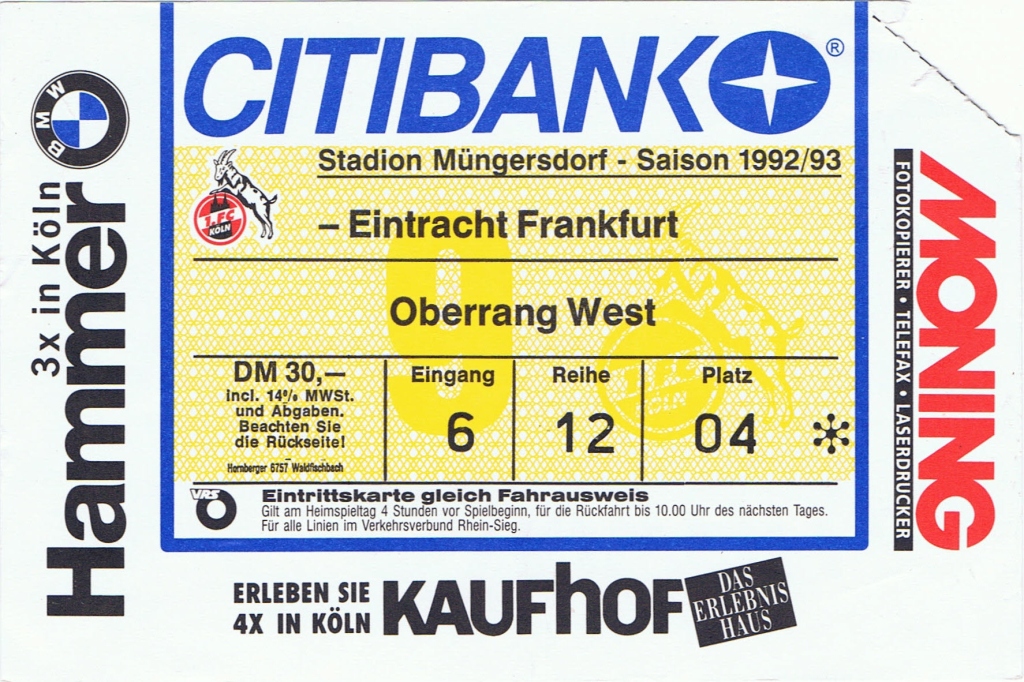 CITIBANK ®
Stadion Müngersdorf - Saison 1992/93
1.FC
KÖLN
– Eintracht Frankfurt
9
Oberrang West
1.FC
KÖLN
DM 30,—
incl. 14% MWSt.
und Abgaben.
Beachten Sie
die Rückseite!
Hornberger 6757 Waldfischbach
Eingang
6
Reihe
12
Platz
04
VRS
Eintrittskarte gleich Fahrausweis
Gilt am Heimspieltag 4 Stunden vor Spielbeginn, für die Rückfahrt bis 10.00 Uhr des nächsten Tages.
Für alle Linien im Verkehrsverbund Rhein-Sieg.
BMW
3x in Köln
Hammer
MONING
FOTOKOPIERER • TELEFAX • LASERDRUCKER
ERLEBEN SIE
4X IN KÖLN
KAUFhOF
DAS
ERLEBNIS
HAUS